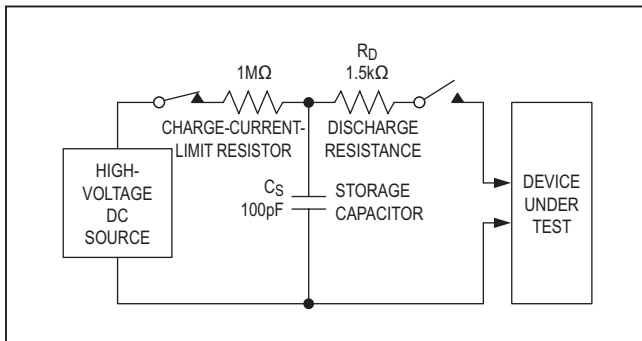 R_D
1MΩ
1.5kΩ
CHARGE-CURRENT-
LIMIT RESISTOR
DISCHARGE
RESISTANCE
HIGH-
VOLTAGE
DC
SOURCE
C_S
100pF
STORAGE
CAPACITOR
DEVICE
UNDER
TEST